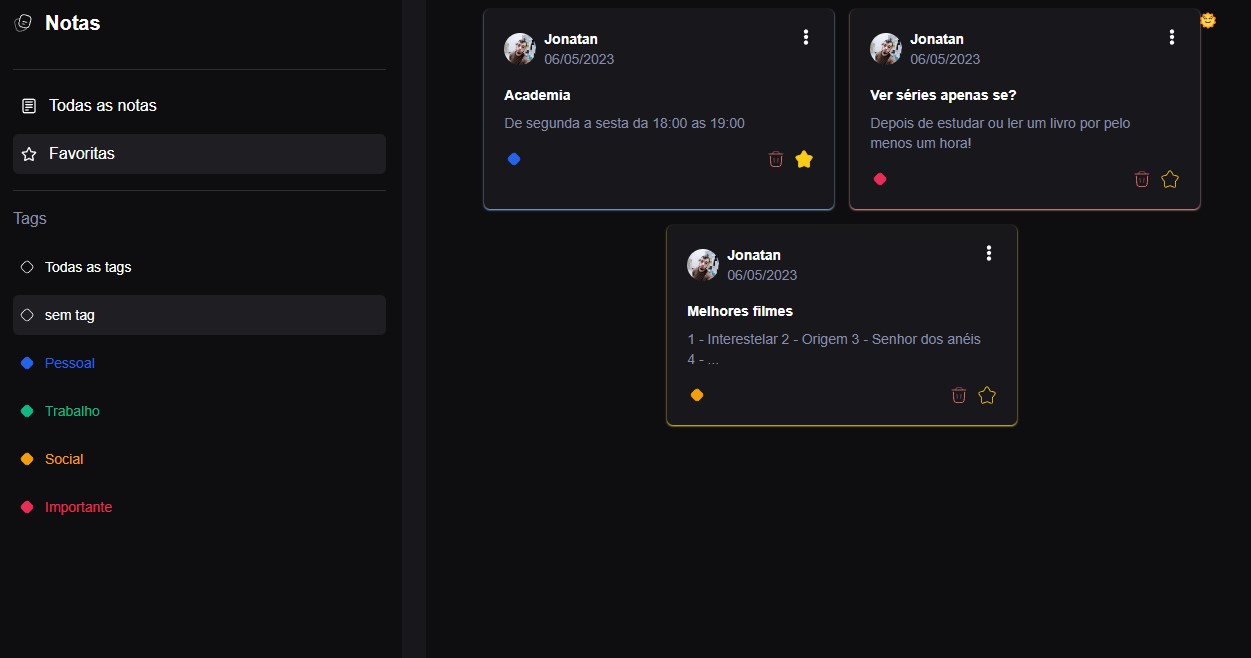 Notas
Todas as notas
Favoritas
Tags
Todas as tags
sem tag
Pessoal
Trabalho
Social
Importante
Jonatan
06/05/2023
Academia
De segunda a sesta da 18:00 as 19:00
Jonatan
06/05/2023
Ver séries apenas se?
Depois de estudar ou ler um livro por pelo
menos um hora!
Jonatan
06/05/2023
Melhores filmes
1 - Interestelar 2 - Origem 3 - Senhor dos anéis
4 - ...